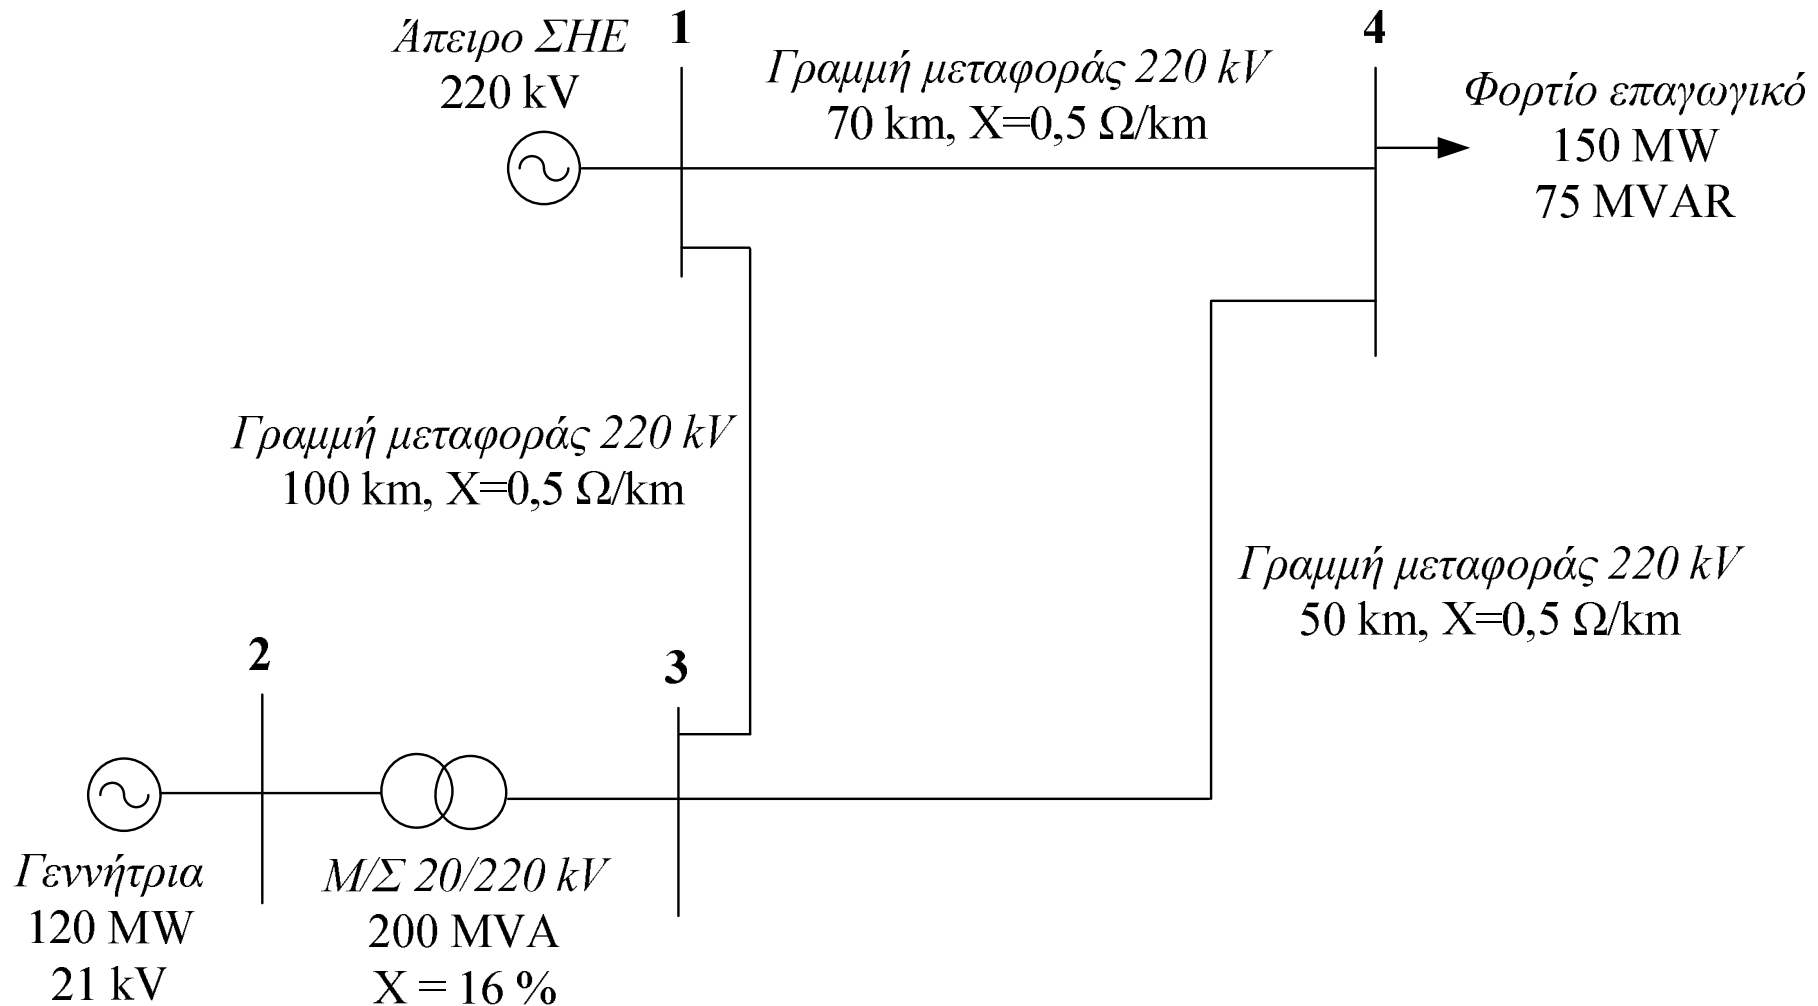 Άπειρο ΣΗΕ
220 kV
1
Γραμμή μεταφοράς 220 kV
70 km, X=0,5 Ω/km
4
Φορτίο επαγωγικό
150 MW
75 MVAR
Γραμμή μεταφοράς 220 kV
100 km, X=0,5 Ω/km
Γραμμή μεταφοράς 220 kV
50 km, X=0,5 Ω/km
2
3
Γεννήτρια
120 MW
21 kV
Μ/Σ 20/220 kV
200 MVA
X = 16 %